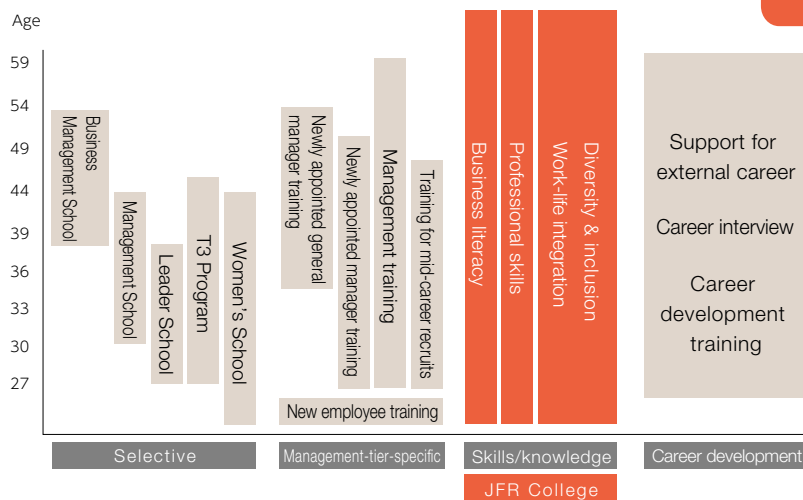 Age
59
54
49
44
39
36
33
30
27
Business
Management School
Management School
Leader School
T3 Program
Women's School
Newly appointed general
manager training
Newly appointed manager training
Management training
Training for mid-career recruits
New employee training
Business literacy
Professional skills
Diversity & inclusion
Work-life integration
Support for
external career
Career interview
Career
development
training
Selective
Management-tier-specific
Skills/knowledge
Career development
JFR College